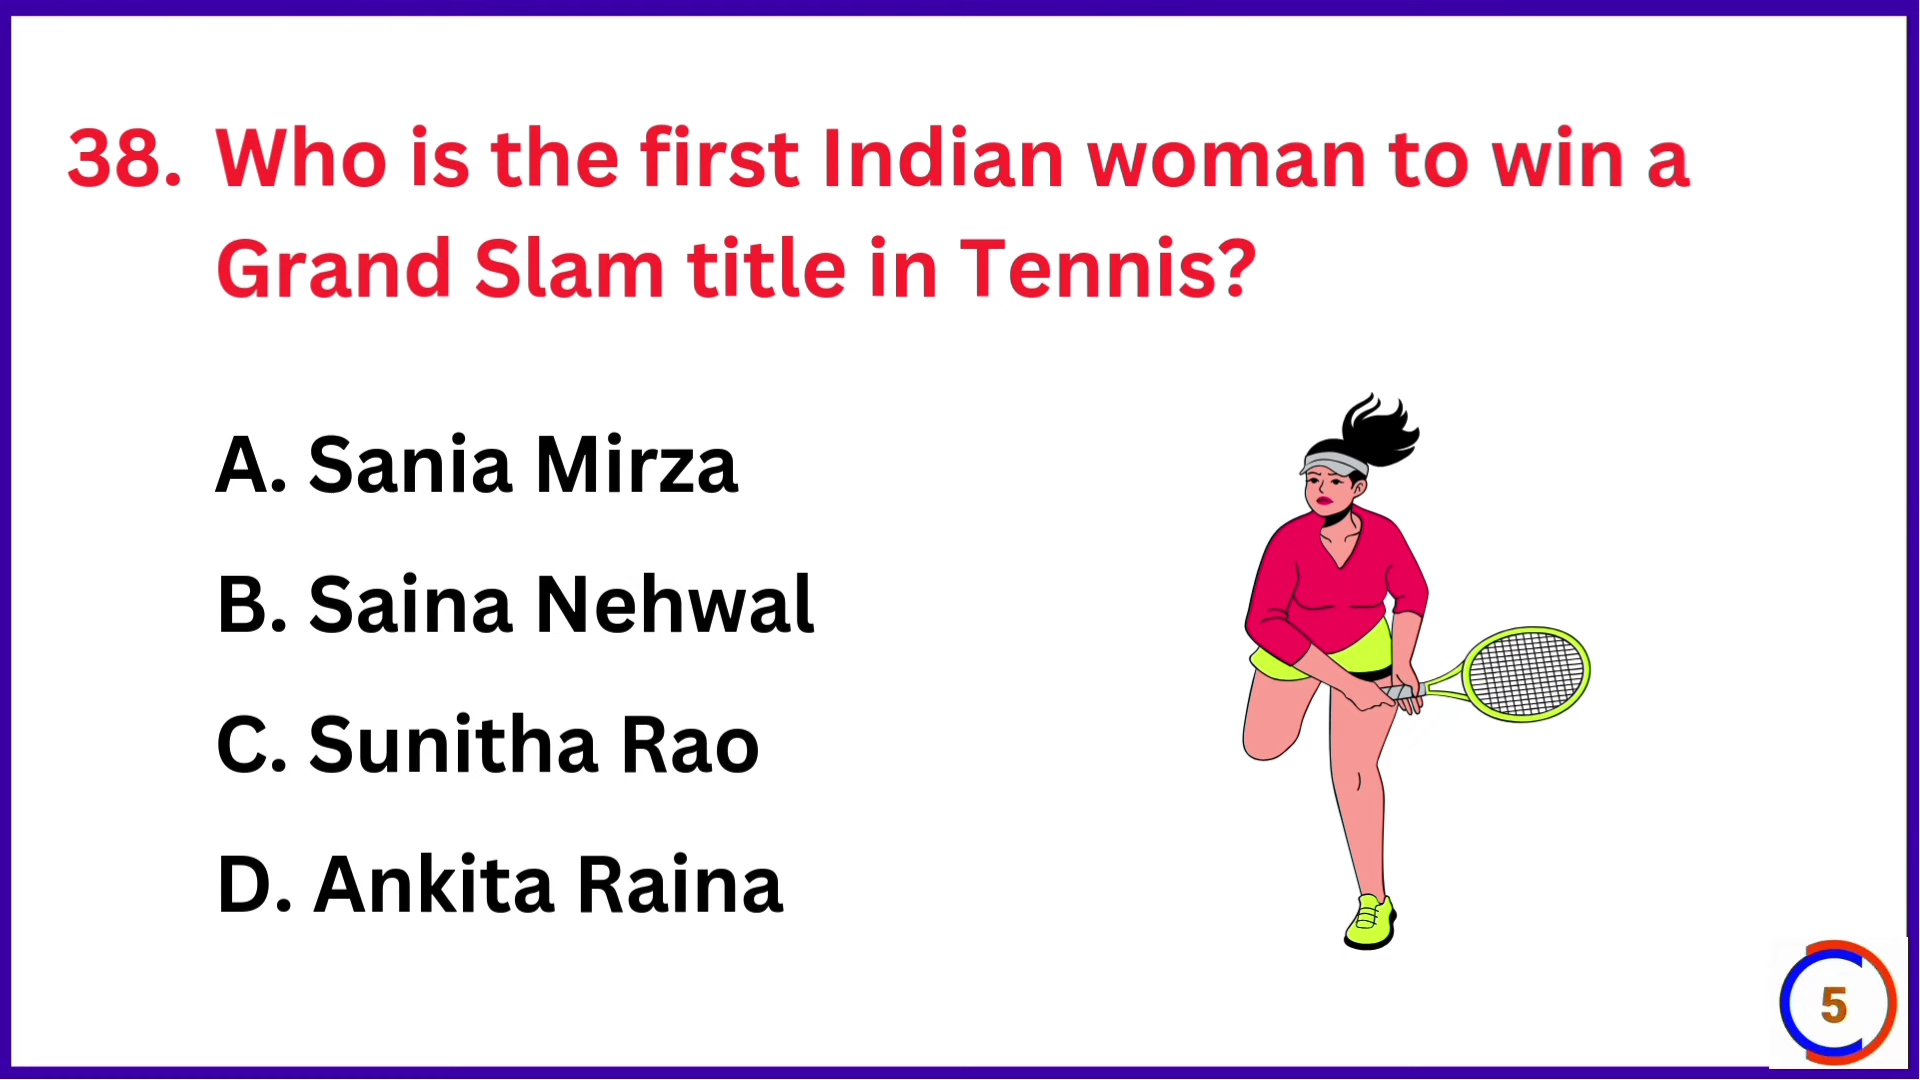 38. Who is the first Indian woman to win a
Grand Slam title in Tennis?
A. Sania Mirza
B. Saina Nehwal
C. Sunitha Rao
D. Ankita Raina
5